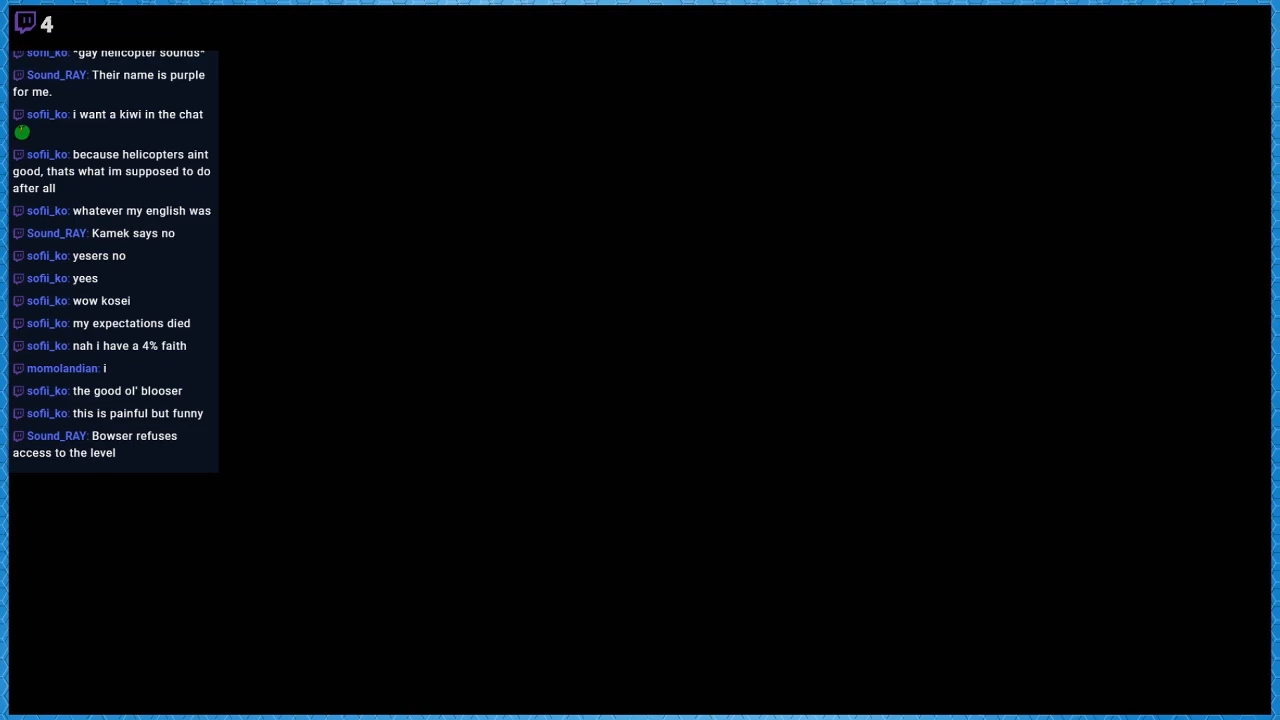 4
sofii_ko: *gay helicopter sounds*
Sound_RAY: Their name is purple
for me.
sofii_ko: i want a kiwi in the chat
sofii_ko: because helicopters aint
good, thats what im supposed to do
after all
sofii_ko: whatever my english was
Sound_RAY: Kamek says no
sofii_ko: yesers no
sofii_ko: yees
sofii_ko: wow kosei
sofii_ko: my expectations died
sofii_ko: nah i have a 4% faith
momolandian: i
sofii_ko: the good ol' blooser
sofii_ko: this is painful but funny
Sound_RAY: Bowser refuses
access to the level